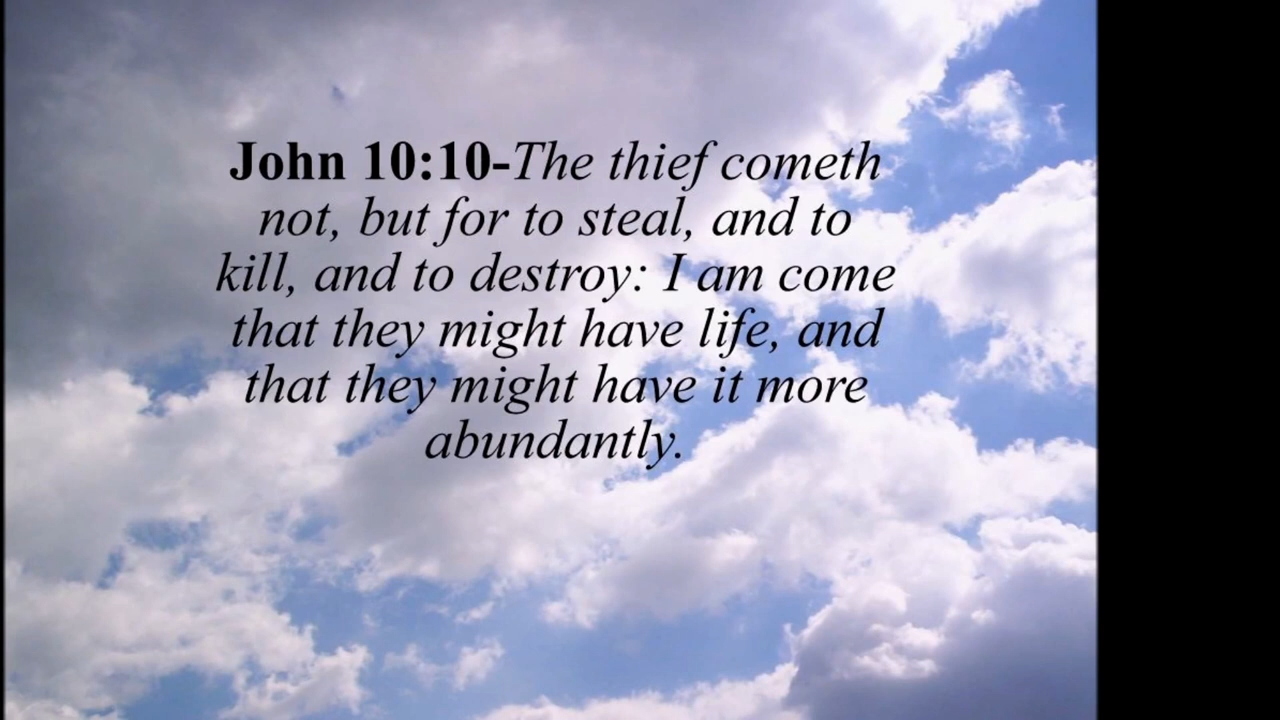 John 10:10-The thief cometh
not, but for to steal, and to
kill, and to destroy: I am come
that they might have life, and
that they might have it more
abundantly.